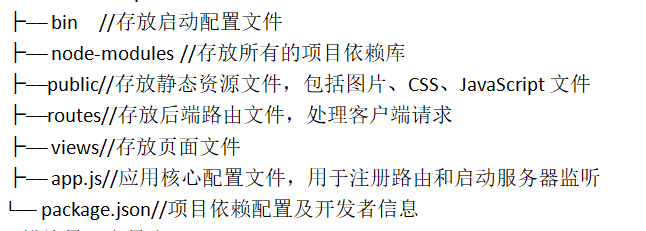 ├── bin //存放启动配置文件
├── node-modules //存放所有的项目依赖库
├──public//存放静态资源文件，包括图片、CSS、JavaScript 文件
├──routes//存放后端路由文件，处理客户端请求
├── views//存放页面文件
├── app.js//应用核心配置文件，用于注册路由和启动服务器监听
└── package.json//项目依赖配置及开发者信息